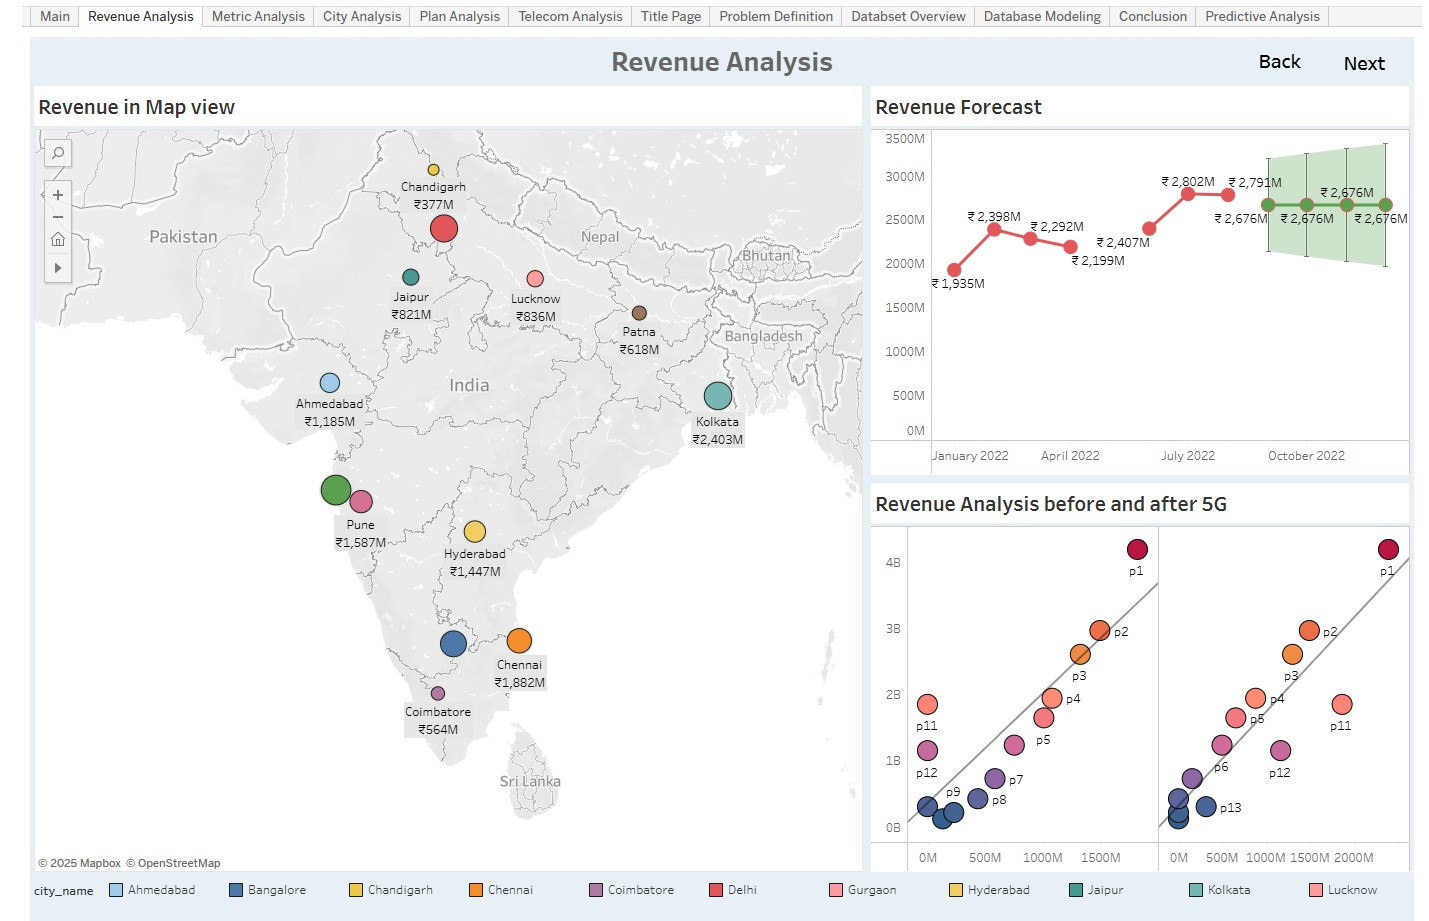 Main Revenue Analysis Metric Analysis City Analysis Plan Analysis Telecom Analysis Title Page Problem Definition Databset Overview Database Modeling Conclusion Predictive Analysis
Revenue Analysis
Back Next
Revenue in Map view
Pakistan
Nepal
Bhutan
Bangladesh
India
Sri Lanka
Chandigarh
₹377M
Jaipur
₹821M
Lucknow
₹836M
Patna
₹618M
Ahmedabad
₹1,185M
Kolkata
₹2,403M
Pune
₹1,587M
Hyderabad
₹1,447M
Chennai
₹1,882M
Coimbatore
₹564M
© 2025 Mapbox © OpenStreetMap
Revenue Forecast
3500M
3000M
2500M
2000M
1500M
1000M
500M
0M
₹ 1,935M
₹ 2,398M
₹ 2,292M
₹ 2,199M
₹ 2,407M
₹ 2,802M
₹ 2,791M
₹ 2,676M
₹ 2,676M
₹ 2,676M
₹ 2,676M
January 2022 April 2022 July 2022 October 2022
Revenue Analysis before and after 5G
4B
3B
2B
1B
0B
p1
p2
p3
p4
p5
p11
p12
p7
p9
p8
0M 500M 1000M 1500M
p1
p2
p3
p4
p5
p11
p6
p12
p13
0M 500M 1000M 1500M 2000M
city_name Ahmedabad Bangalore Chandigarh Chennai Coimbatore Delhi Gurgaon Hyderabad Jaipur Kolkata Lucknow